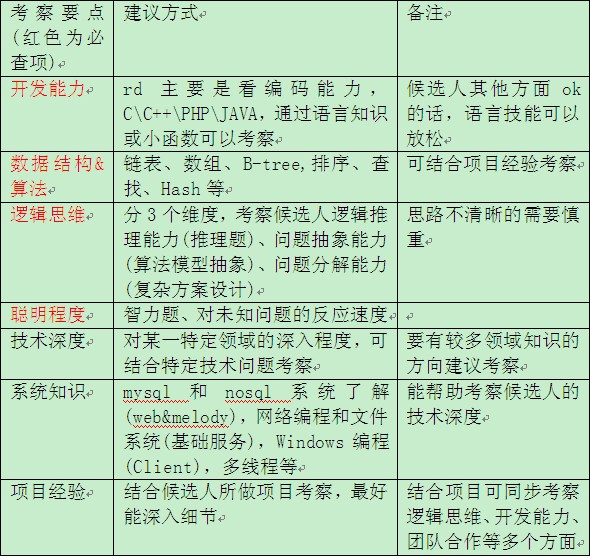 考察要点
(红色为必
查项)
建议方式
备注
开发能力
rd 主要是看编码能力，
C\C++\PHP\JAVA，通过语言知识
或小函数可以考察
候选人其他方面 ok
的话，语言技能可以
放松
数据结构&
算法
链表、数组、B-tree,排序、查
找、Hash 等
可结合项目经验考察
逻辑思维
分 3 个维度，考察候选人逻辑推
理能力(推理题)、问题抽象能力
(算法模型抽象)、问题分解能力
(复杂方案设计)
思路不清晰的需要慎
重
聪明程度
智力题、对未知问题的反应速度
技术深度
对某一特定领域的深入程度，可
结合特定技术问题考察
要有较多领域知识的
方向建议考察
系统知识
mysql 和 nosql 系统了解
(web&melody)，网络编程和文件
系统(基础服务)，Windows 编程
(Client)，多线程等
能帮助考察候选人的
技术深度
项目经验
结合候选人所做项目考察，最好
能深入细节
结合项目可同步考察
逻辑思维、开发能力、
团队合作等多个方面